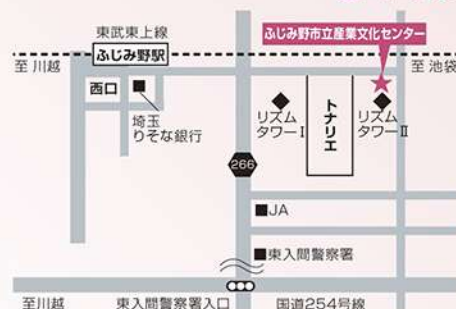 東武東上線
ふじみ野市立産業文化センター
ふじみ野駅
至 川越
至 池袋
西口
埼玉
りそな銀行
リズム
タワーⅠ
トナリエ
リズム
タワーⅡ
266
JA
東入間警察署
至川越
東入間警察署入口
国道254号線